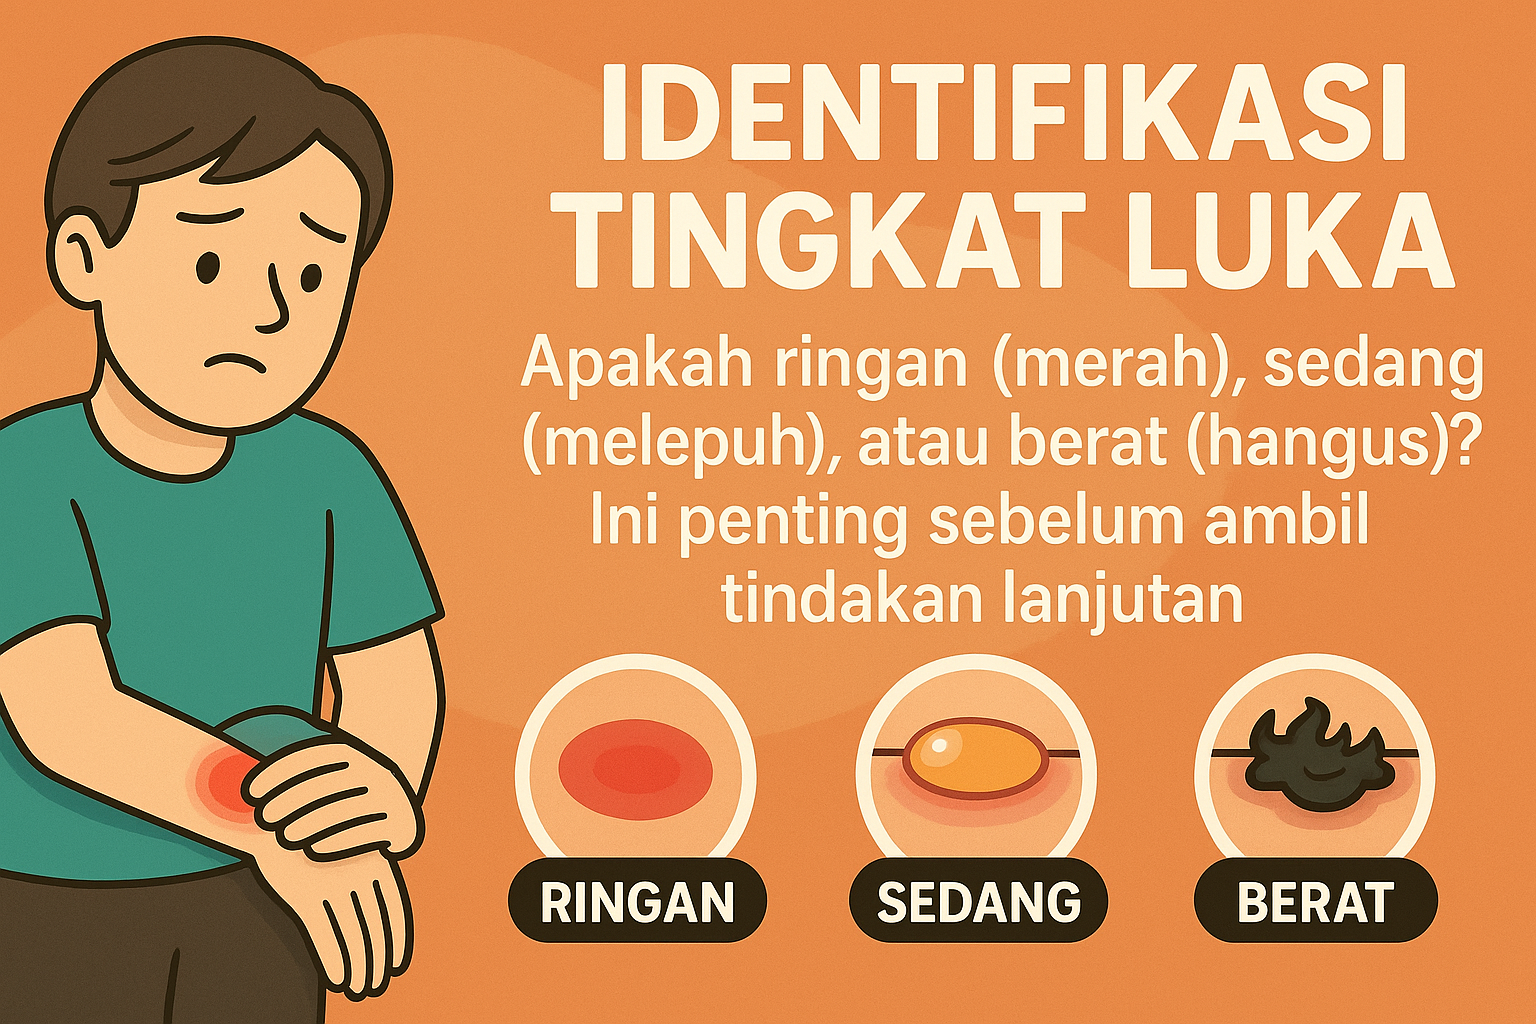 IDENTIFIKASI
TINGKAT LUKA
Apakah ringan (merah), sedang
(melepuh), atau berat (hangus)?
Ini penting sebelum ambil
tindakan lanjutan
RINGAN
SEDANG
BERAT